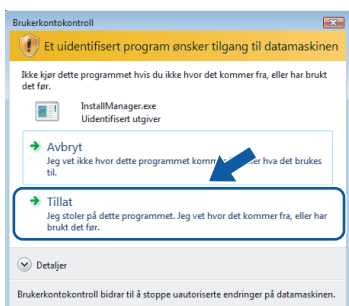 Brukerkontokontroll
Et uidentifisert program ønsker tilgang til datamaskinen
Ikke kjør dette programmet hvis du ikke hvor det kommer fra, eller har brukt
det før.
InstallManager.exe
Uidentifisert utgiver
Avbryt
Jeg vet ikke hvor dette programmet komm er hva det brukes
til.
Tillat
Jeg stoler på dette programmet. Jeg vet hvor det kommer fra, eller har
brukt det før.
Detaljer
Brukerkontokontroll bidrar til å stoppe uautoriserte endringer på datamaskinen.